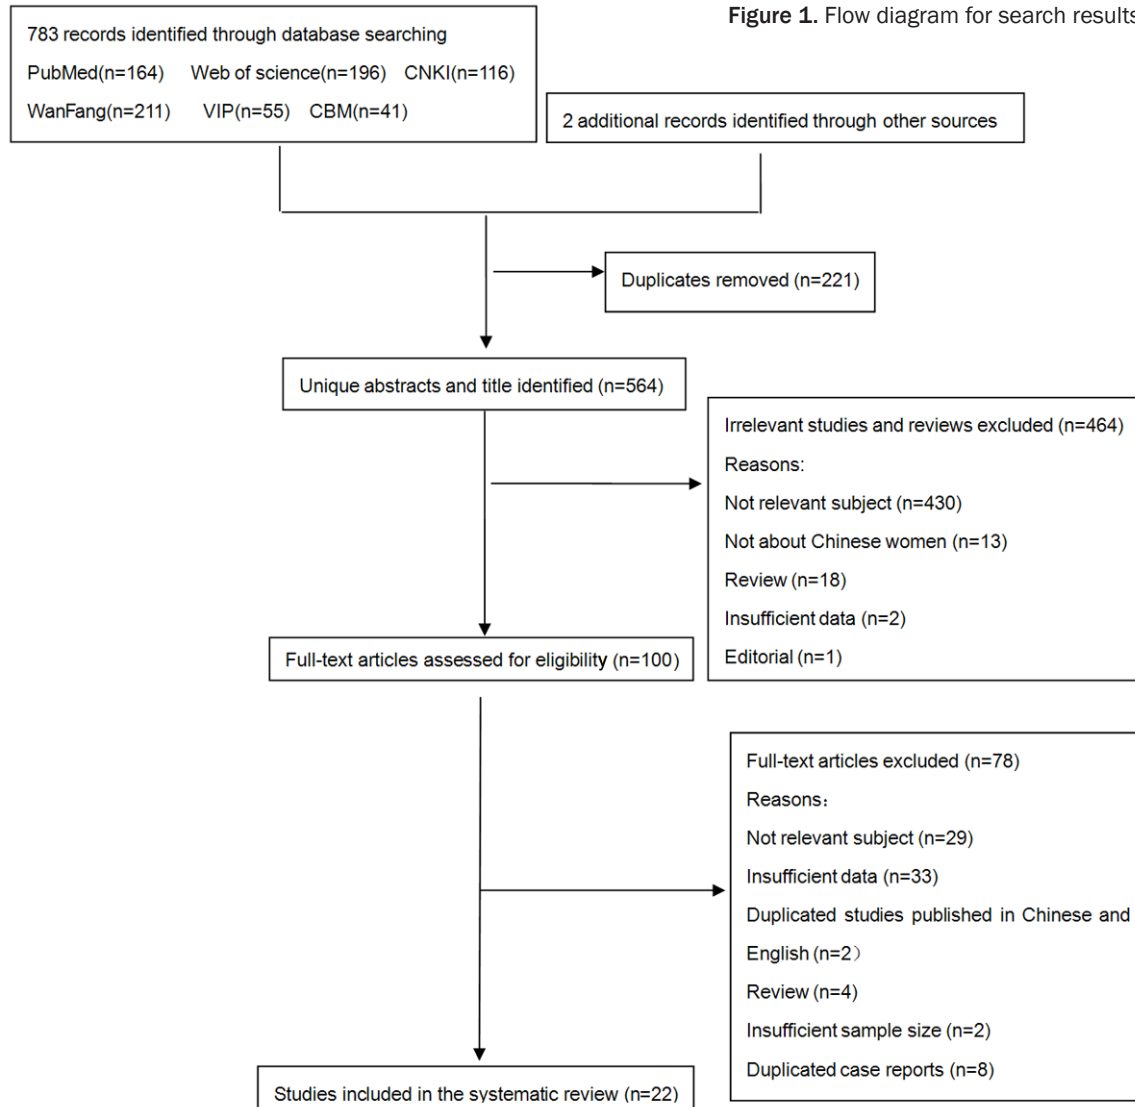 Figure 1. Flow diagram for search results
783 records identified through database searching
PubMed(n=164) Web of science(n=196) CNKI(n=116)
WanFang(n=211) VIP(n=55) CBM(n=41)
2 additional records identified through other sources
Duplicates removed (n=221)
Unique abstracts and title identified (n=564)
Irrelevant studies and reviews excluded (n=464)
Reasons:
Not relevant subject (n=430)
Not about Chinese women (n=13)
Review (n=18)
Insufficient data (n=2)
Editorial (n=1)
Full-text articles assessed for eligibility (n=100)
Full-text articles excluded (n=78)
Reasons：
Not relevant subject (n=29)
Insufficient data (n=33)
Duplicated studies published in Chinese and
English (n=2）
Review (n=4)
Insufficient sample size (n=2)
Duplicated case reports (n=8)
Studies included in the systematic review (n=22)